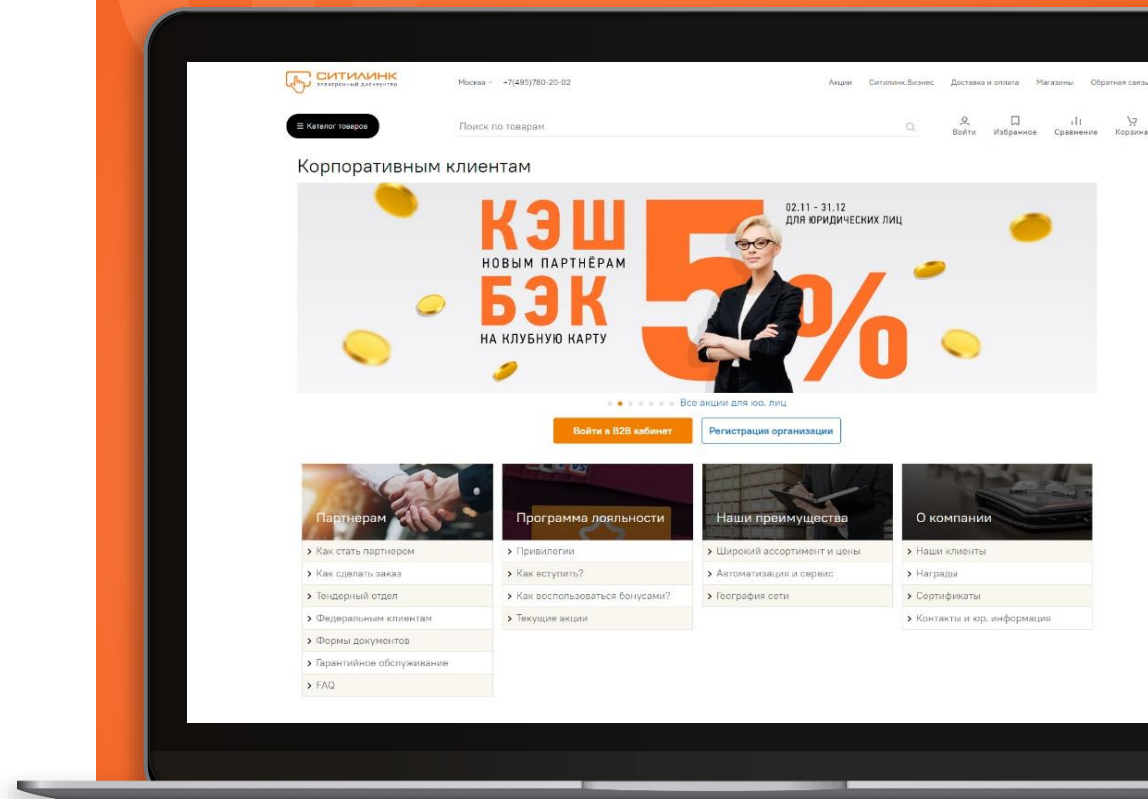 СИТИЛИНК
электронный дискаунтер
Москва
+7(495)780-20-02
Акции
Ситилинк.Бизнес
Доставка и оплата
Магазины
Обратная связь
Каталог товаров
Поиск по товарам
Войти
Избранное
Сравнение
Корзина
Корпоративным клиентам
КЭШ
НОВЫМ ПАРТНЁРАМ
БЭК
НА КЛУБНУЮ КАРТУ
5%
02.11 - 31.12
ДЛЯ ЮРИДИЧЕСКИХ ЛИЦ
Все акции для юр. лиц
Войти в B2B кабинет
Регистрация организации
Партнерам
Как стать партнером
Как сделать заказ
Тендерный отдел
Федеральным клиентам
Формы документов
Гарантийное обслуживание
FAQ
Программа лояльности
Привилегии
Как вступить?
Как воспользоваться бонусами?
Текущие акции
Наши преимущества
Широкий ассортимент и цены
Автоматизация и сервис
География сети
О компании
Наши клиенты
Награды
Сертификаты
Контакты и юр. информация